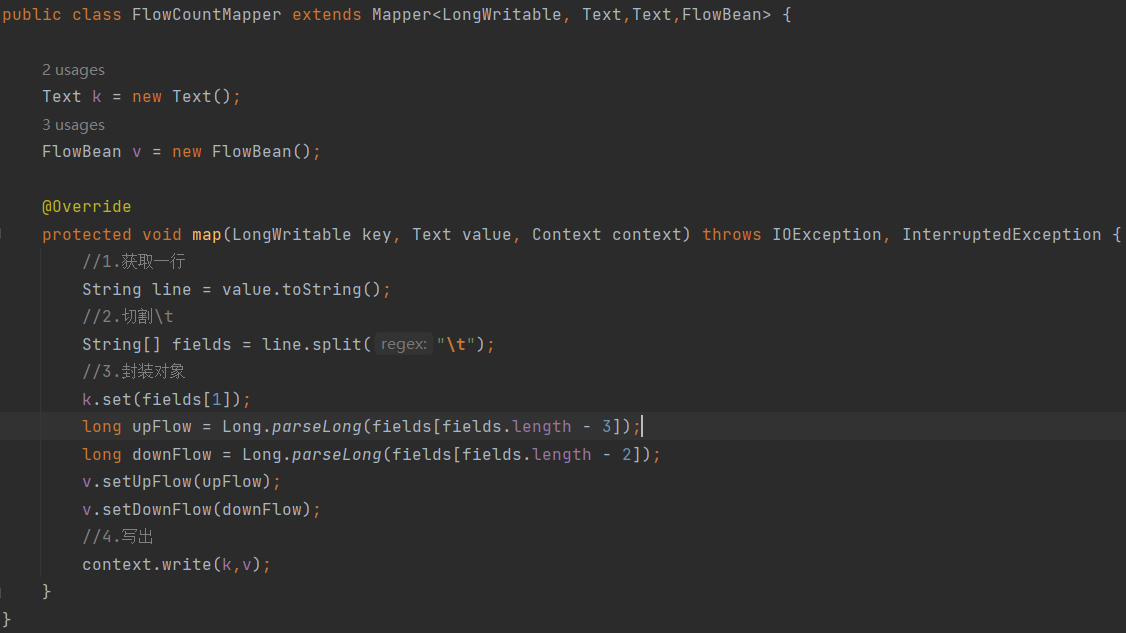 public class FlowCountMapper extends Mapper<LongWritable, Text,Text,FlowBean> {
2 usages
Text k = new Text();
3 usages
FlowBean v = new FlowBean();
@Override
protected void map(LongWritable key, Text value, Context context) throws IOException, InterruptedException {
//1.获取一行
String line = value.toString();
//2.切割\t
String[] fields = line.split( regex: "\t");
//3.封装对象
k.set(fields[1]);
long upFlow = Long.parseLong(fields[fields.length - 3]);
long downFlow = Long.parseLong(fields[fields.length - 2]);
v.setUpFlow(upFlow);
v.setDownFlow(downFlow);
//4.写出
context.write(k,v);
}
}